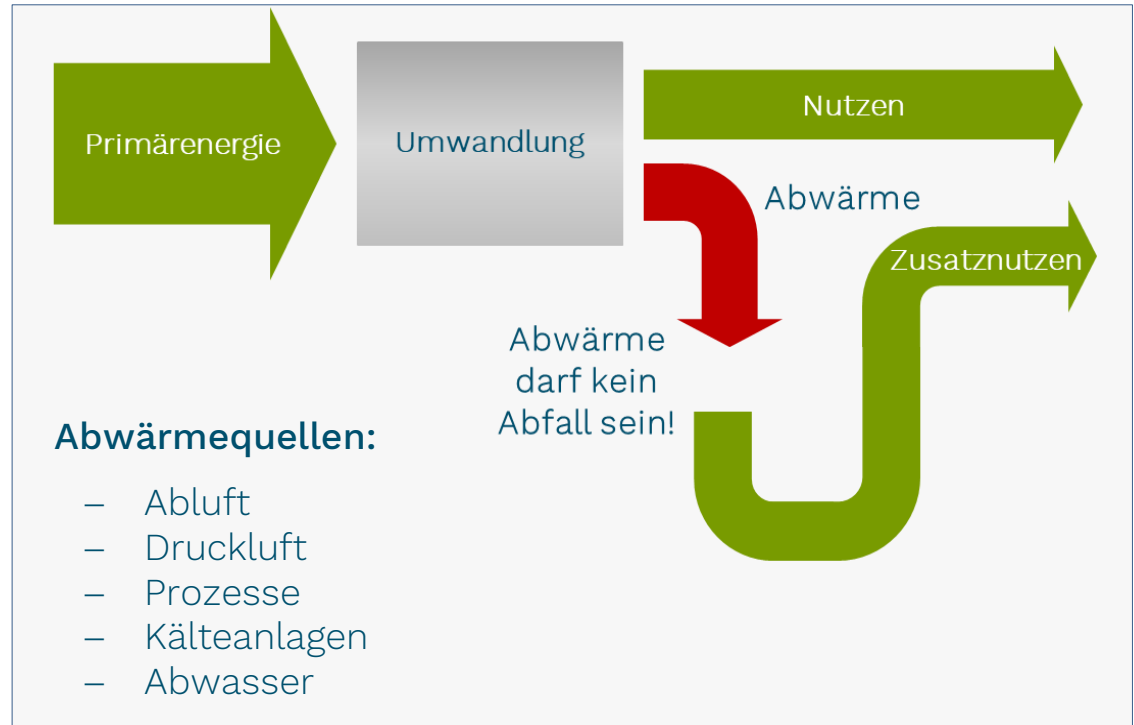 Primärenergie
Umwandlung
Nutzen
Abwärme
Zusatznutzen
Abwärme
darf kein
Abfall sein!
Abwärmequellen:
– Abluft
– Druckluft
– Prozesse
– Kälteanlagen
– Abwasser